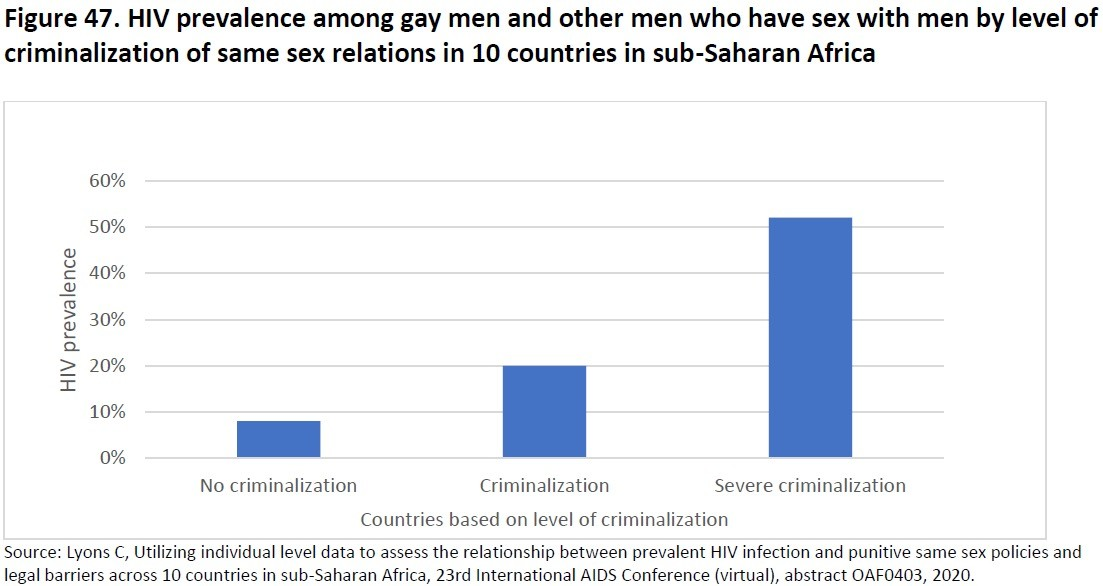 Figure 47. HIV prevalence among gay men and other men who have sex with men by level of
criminalization of same sex relations in 10 countries in sub-Saharan Africa
60%
50%
40%
30%
20%
10%
0%
HIV prevalence
No criminalization
Criminalization
Severe criminalization
Countries based on level of criminalization
Source: Lyons C, Utilizing individual level data to assess the relationship between prevalent HIV infection and punitive same sex policies and
legal barriers across 10 countries in sub-Saharan Africa, 23rd International AIDS Conference (virtual), abstract OAF0403, 2020.